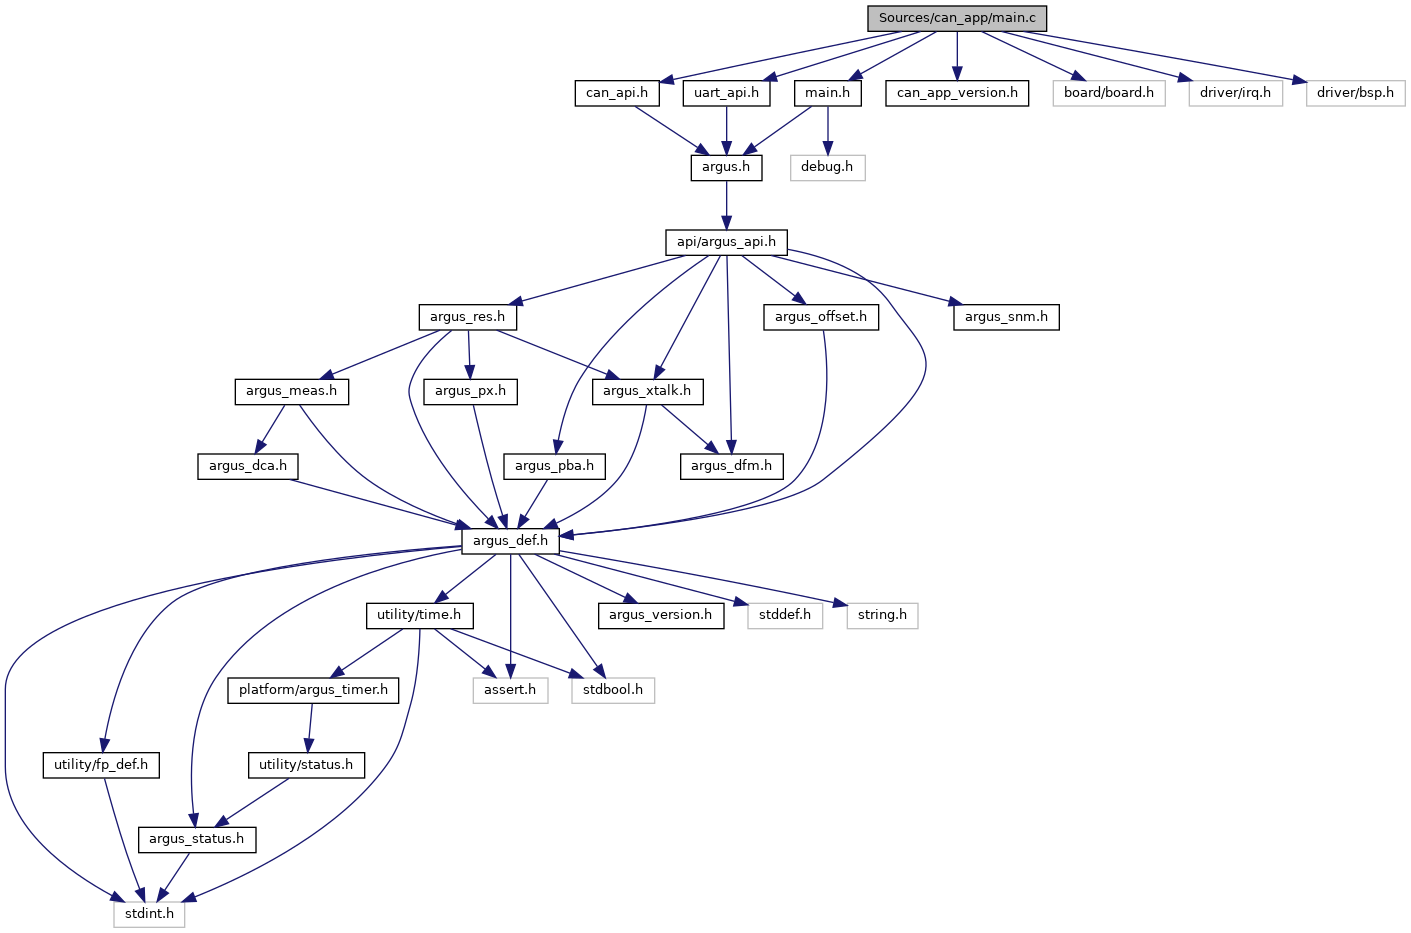 Sources/can_app/main.c
can_api.h
uart_api.h
main.h
can_app_version.h
board/board.h
driver/irq.h
driver/bsp.h
argus.h
debug.h
api/argus_api.h
argus_res.h
argus_offset.h
argus_snm.h
argus_meas.h
argus_px.h
argus_xtalk.h
argus_dca.h
argus_pba.h
argus_dfm.h
argus_def.h
utility/time.h
argus_version.h
stddef.h
string.h
platform/argus_timer.h
assert.h
stdbool.h
utility/fp_def.h
utility/status.h
argus_status.h
stdint.h